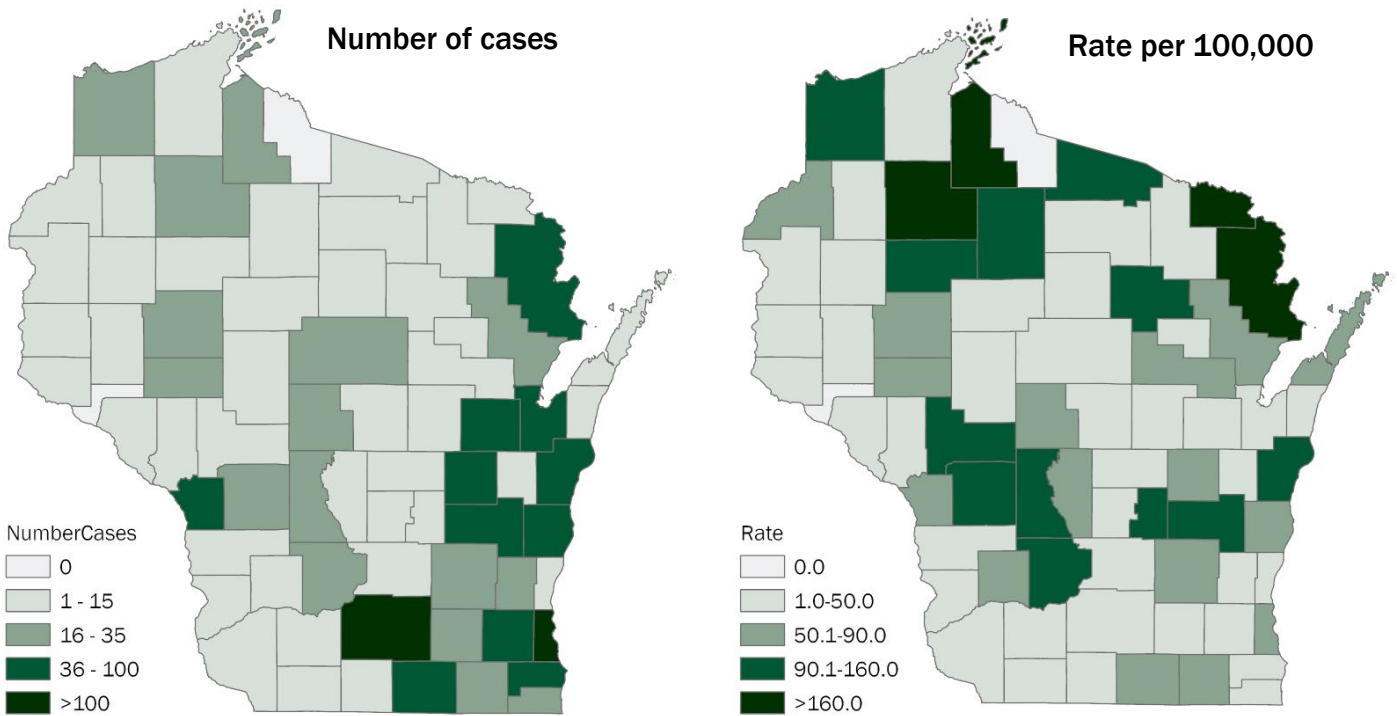 Number of cases
NumberCases
0
1 - 15
16 - 35
36 - 100
>100
Rate per 100,000
Rate
0.0
1.0-50.0
50.1-90.0
90.1-160.0
>160.0